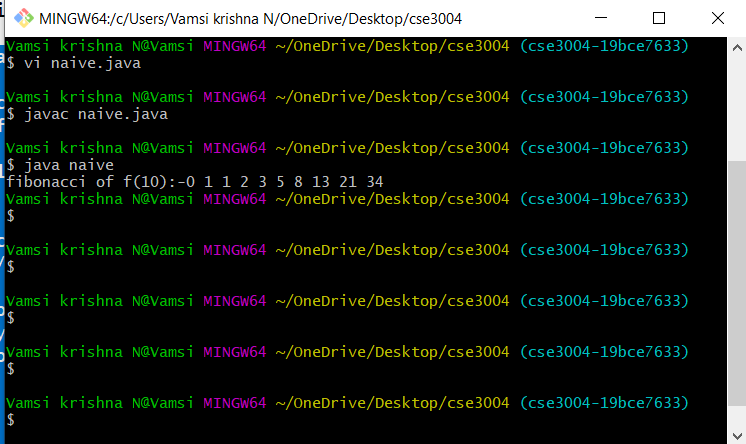 MINGW64:/c/Users/Vamsi krishna N/OneDrive/Desktop/cse3004
Vamsi krishna N@Vamsi MINGW64 ~/OneDrive/Desktop/cse3004 (cse3004-19bce7633)
$ vi naive.java
Vamsi krishna N@Vamsi MINGW64 ~/OneDrive/Desktop/cse3004 (cse3004-19bce7633)
$ javac naive.java
Vamsi krishna N@Vamsi MINGW64 ~/OneDrive/Desktop/cse3004 (cse3004-19bce7633)
$ java naive
fibonacci of f(10):-0 1 1 2 3 5 8 13 21 34
Vamsi krishna N@Vamsi MINGW64 ~/OneDrive/Desktop/cse3004 (cse3004-19bce7633)
$
Vamsi krishna N@Vamsi MINGW64 ~/OneDrive/Desktop/cse3004 (cse3004-19bce7633)
$
Vamsi krishna N@Vamsi MINGW64 ~/OneDrive/Desktop/cse3004 (cse3004-19bce7633)
$
Vamsi krishna N@Vamsi MINGW64 ~/OneDrive/Desktop/cse3004 (cse3004-19bce7633)
$
Vamsi krishna N@Vamsi MINGW64 ~/OneDrive/Desktop/cse3004 (cse3004-19bce7633)
$